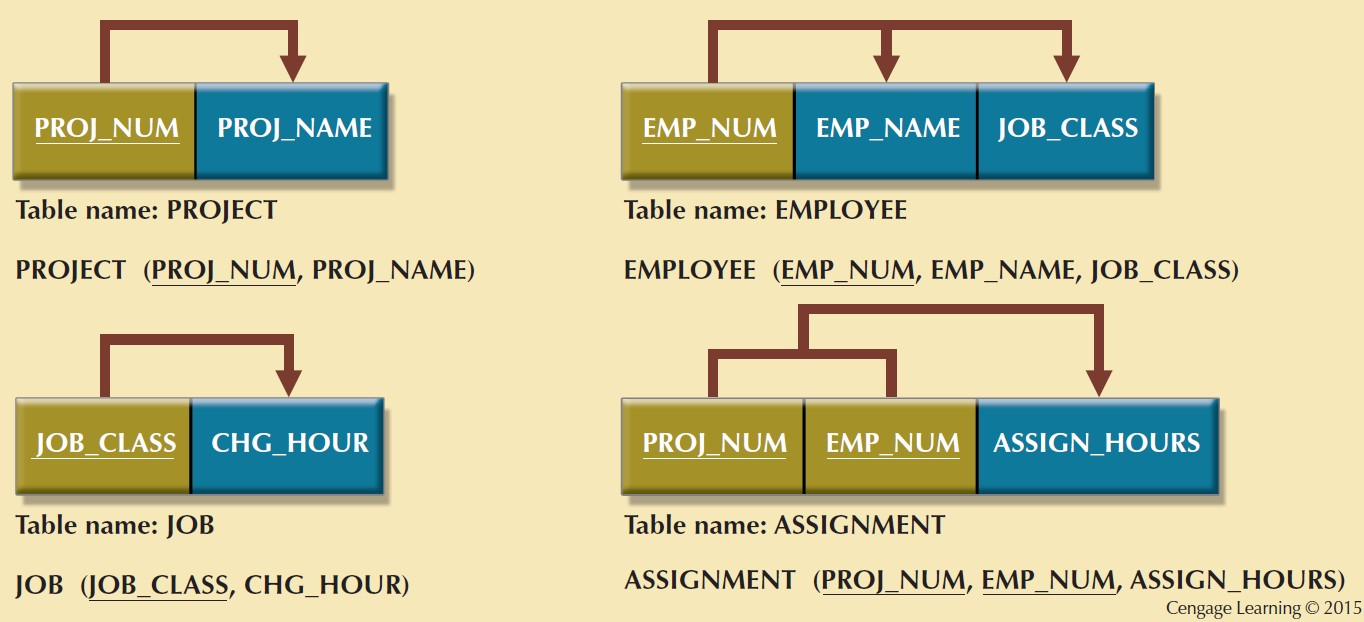 PROJ_NUM PROJ_NAME
Table name: PROJECT
PROJECT (PROJ_NUM, PROJ_NAME)
EMP_NUM EMP_NAME JOB_CLASS
Table name: EMPLOYEE
EMPLOYEE (EMP_NUM, EMP_NAME, JOB_CLASS)
JOB_CLASS CHG_HOUR
Table name: JOB
JOB (JOB_CLASS, CHG_HOUR)
PROJ_NUM EMP_NUM ASSIGN_HOURS
Table name: ASSIGNMENT
ASSIGNMENT (PROJ_NUM, EMP_NUM, ASSIGN_HOURS)
Cengage Learning © 2015